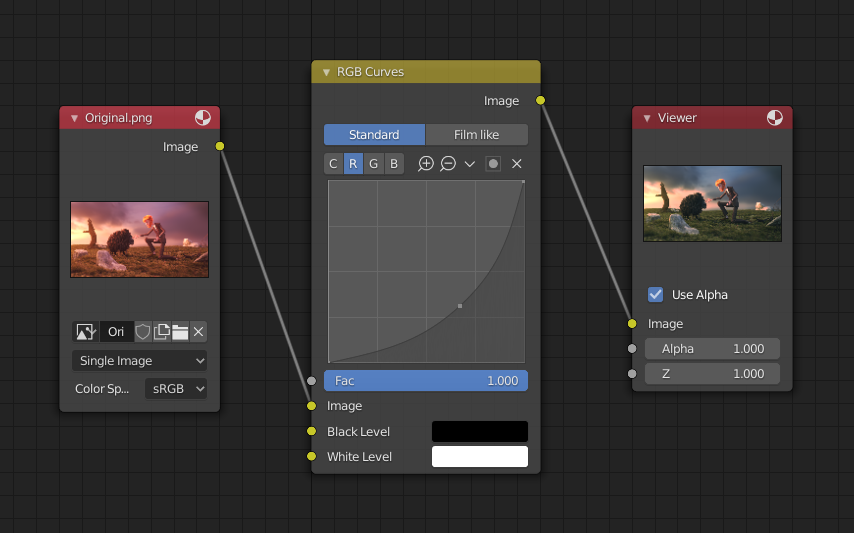 Original.png
Image
Ori
Single Image
Color Sp...
sRGB
RGB Curves
Image
Standard
Film like
C
R
G
B
Fac
1.000
Image
Black Level
White Level
Viewer
Use Alpha
Image
Alpha
1.000
Z
1.000